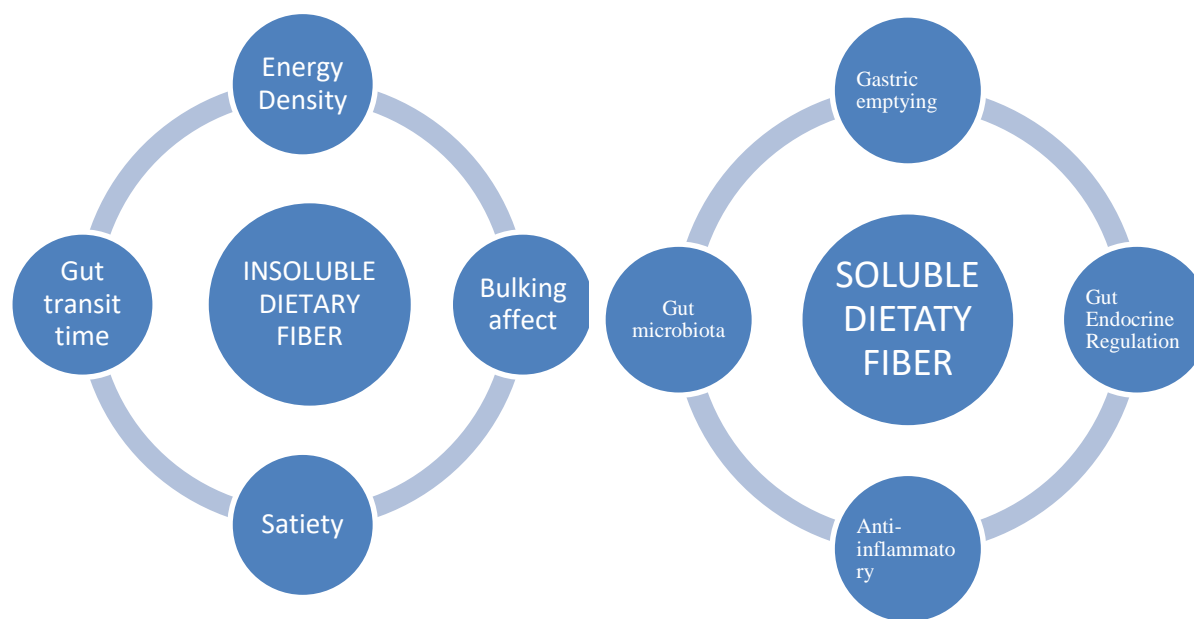 Energy
Density
INSOLUBLE
DIETARY
FIBER
Gut
transit
time
Bulking
affect
Satiety
Gastric
emptying
SOLUBLE
DIETATY
FIBER
Gut
microbiota
Gut
Endocrine
Regulation
Anti-
inflammato
ry